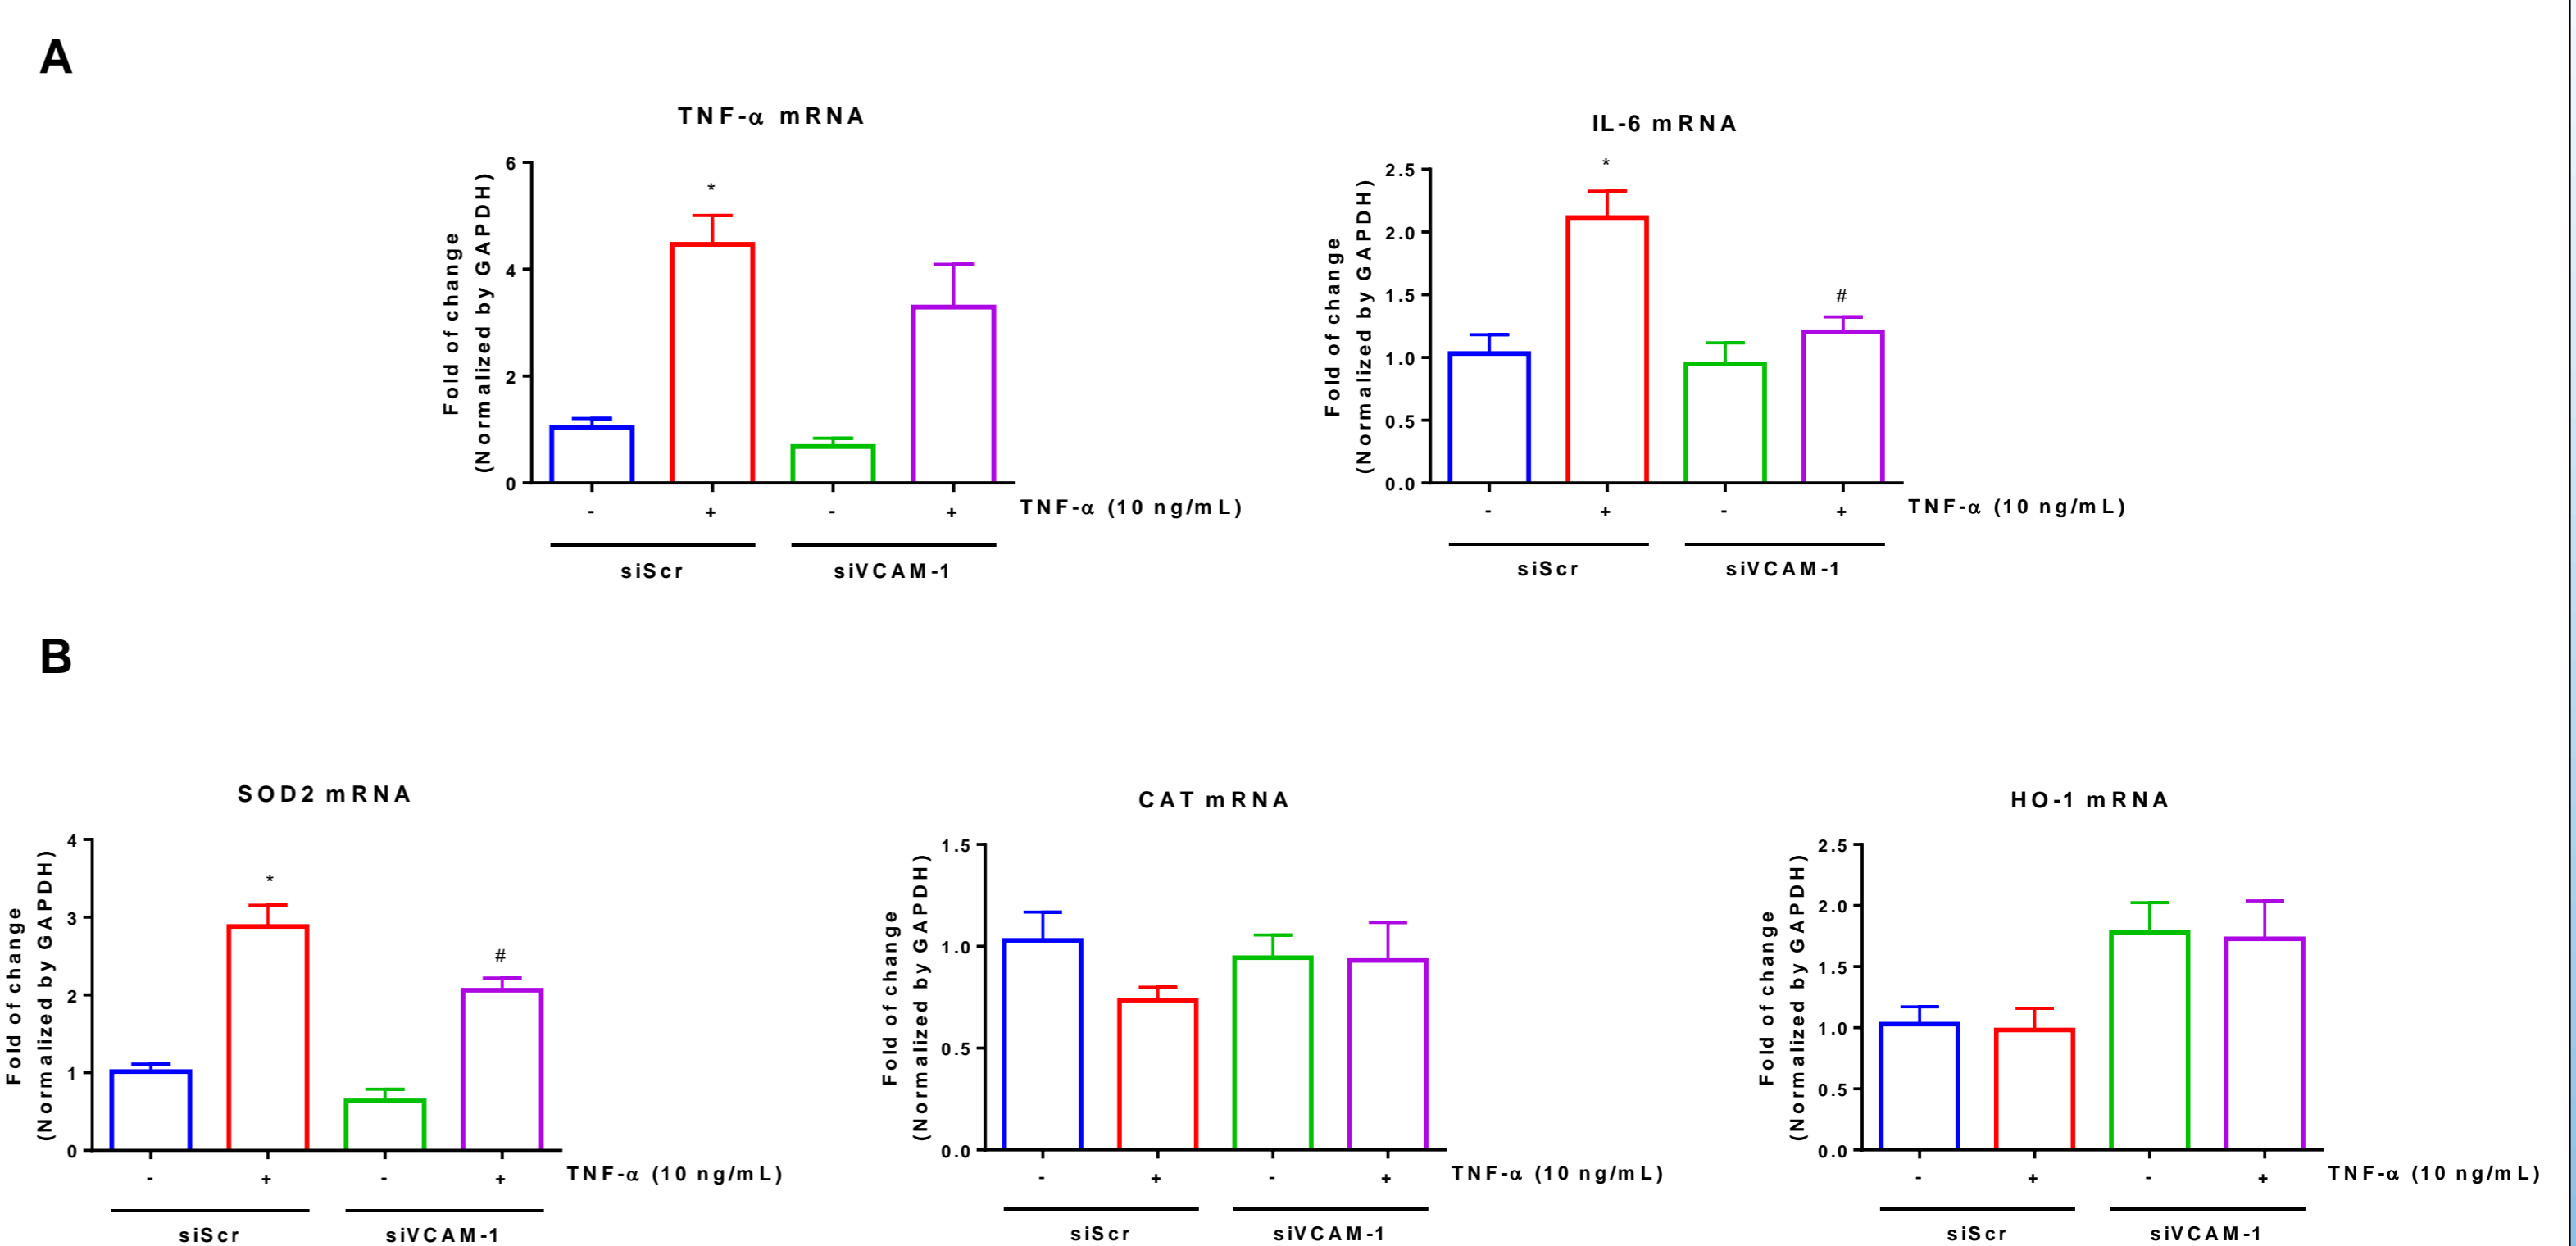 A
TNF-α mRNA
Fold of change
(Normalized by GAPDH)
6
4
2
0
*
- + - +
TNF-α (10 ng/mL)
siScr siVCAM-1
IL-6 mRNA
Fold of change
(Normalized by GAPDH)
2.5
2.0
1.5
1.0
0.5
0.0
*
#
- + - +
TNF-α (10 ng/mL)
siScr siVCAM-1
B
SOD2 mRNA
Fold of change
(Normalized by GAPDH)
4
3
2
1
0
*
#
- + - +
TNF-α (10 ng/mL)
siScr siVCAM-1
CAT mRNA
Fold of change
(Normalized by GAPDH)
1.5
1.0
0.5
0.0
- + - +
TNF-α (10 ng/mL)
siScr siVCAM-1
HO-1 mRNA
Fold of change
(Normalized by GAPDH)
2.5
2.0
1.5
1.0
0.5
0.0
- + - +
TNF-α (10 ng/mL)
siScr siVCAM-1